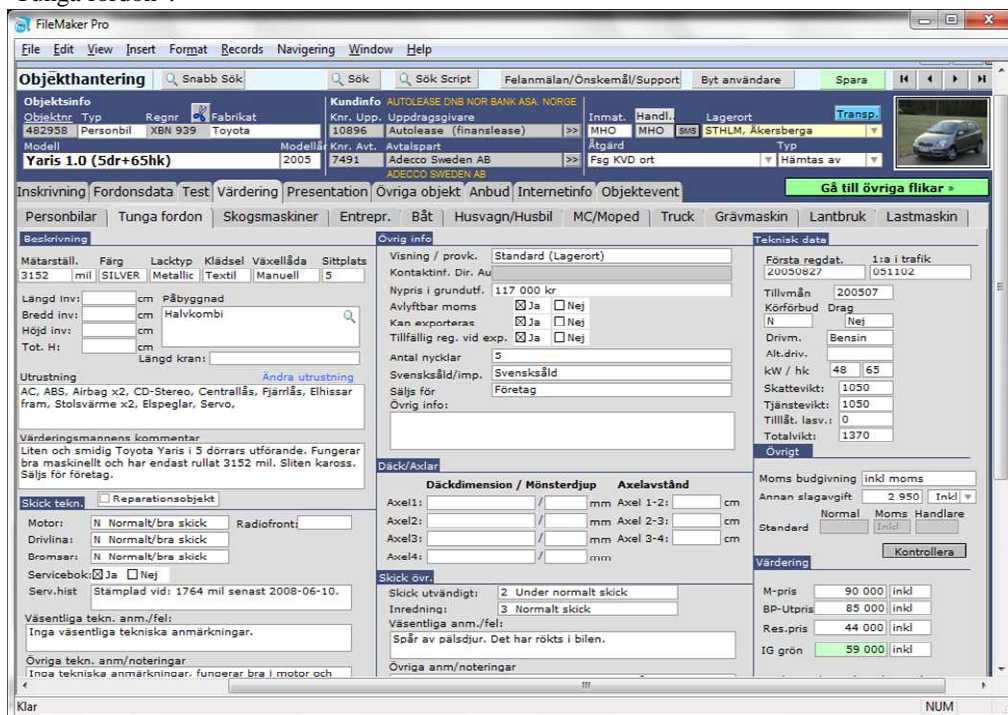 "Tunga fordon".
FileMaker Pro
File Edit View Insert Format Records Navigering Window Help
Objekthantering Snabb Sök Sök Sök Script Felanmälan/Önskemål/Support Byt användare Spara
Objektsinfo Kundinfo AUTOLEASE DNB NOR BANK ASA. NORGE
Objektnr Typ Regnr Fabrikat Knr. Upp. Uppdragsgivare Inmat. Handl. Lagerort Transp.
482958 Personbil XBN 939 Toyota 10896 Autolease (finanslease) >> MHO MHO SMS STHLM, Åkersberga
Modell Modellår Knr. Avt. Avtalspart Åtgärd Typ
Yaris 1.0 (5dr+65hk) 2005 7491 Adecco Sweden AB >> Fsg KVD ort Hämtas av
ADECCO SWEDEN AB
Inskrivning Fordonsdata Test Värdering Presentation Övriga objekt Anbud Internetinfo Objektevent Gå till övriga flikar »
Personbilar Tunga fordon Skogsmaskiner Entrepr. Båt Husvagn/Husbil MC/Moped Truck Grävmaskin Lantbruk Lastmaskin
Beskrivning
Mätarställ. Färg Lacktyp Klädsel Växellåda Sittplats
3152 mil SILVER Metallic Textil Manuell 5
Längd inv: cm Påbyggnad
Bredd inv: cm Halvkombi
Höjd inv: cm
Tot. H: cm
Längd kran:
Utrustning Ändra utrustning
AC, ABS, Airbag x2, CD-Stereo, Centrallås, Fjärrlås, Elhissar
fram, Stolsvärme x2, Elspeglar, Servo,
Värderingsmannens kommentar
Liten och smidig Toyota Yaris i 5 dörrars utförande. Fungerar
bra maskinellt och har endast rullat 3152 mil. Sliten kaross.
Säljs för företag.
Skick tekn. Reparationsobjekt
Motor: N Normalt/bra skick Radiofront:
Drivlina: N Normalt/bra skick
Bromsar: N Normalt/bra skick
Servicebok: Ja Nej
Serv.hist Stämplad vid: 1764 mil senast 2008-06-10.
Väsentliga tekn. anm./fel:
Inga väsentliga tekniska anmärkningar.
Övriga tekn. anm/noteringar
Inga tekniska anmärkningar, fungerar bra i motor och
Övrig info
Visning / provk. Standard (Lagerort)
Kontaktinf. Dir. Au
Nypris i grundutf. 117 000 kr
Avlyftbar moms Ja Nej
Kan exporteras Ja Nej
Tillfällig reg. vid exp. Ja Nej
Antal nycklar 5
Svensksåld/imp. Svensksåld
Säljs för Företag
Övrig info:
Däck/Axlar
Däckdimension / Mönsterdjup Axelavstånd
Axel1: / mm Axel 1-2: cm
Axel2: / mm Axel 2-3: cm
Axel3: / mm Axel 3-4: cm
Axel4: / mm
Skick övr.
Skick utvändigt: 2 Under normalt skick
Inredning: 3 Normalt skick
Väsentliga anm./fel:
Spår av pälsdjur. Det har rökts i bilen.
Övriga anm/noteringar
Teknisk data
Första regdat. 1:a i trafik
20050827 051102
Tillvmån 200507
Körförbud Drag
N Nej
Drivm. Bensin
Alt.driv.
kW / hk 48 65
Skattevikt: 1050
Tjänstevikt: 1050
Tilllåt. lasv.: 0
Totalvikt: 1370
Övrigt
Moms budgivning inkl moms
Annan slagavgift 2 950 Inkl
Normal Moms Handlare
Standard Inkl
Kontrollera
Värdering
M-pris 90 000 inkl
BP-Utpris 85 000 inkl
Res.pris 44 000 inkl
IG grön 59 000 inkl
Klar NUM